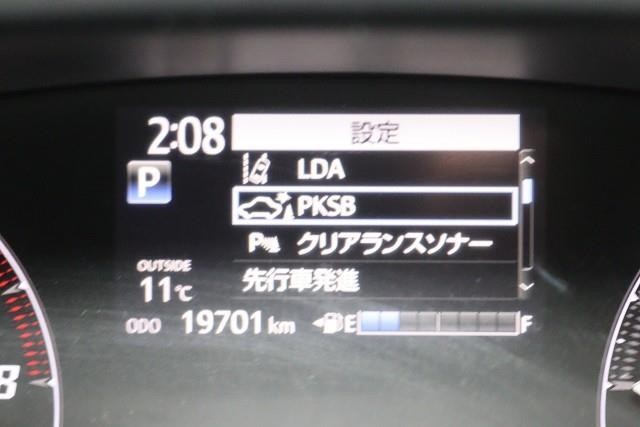 2:08 設定
LDA
P PKSB
P クリアランスソナー
OUTSIDE 先行車発進
11℃
ODO 19701 km E F
8